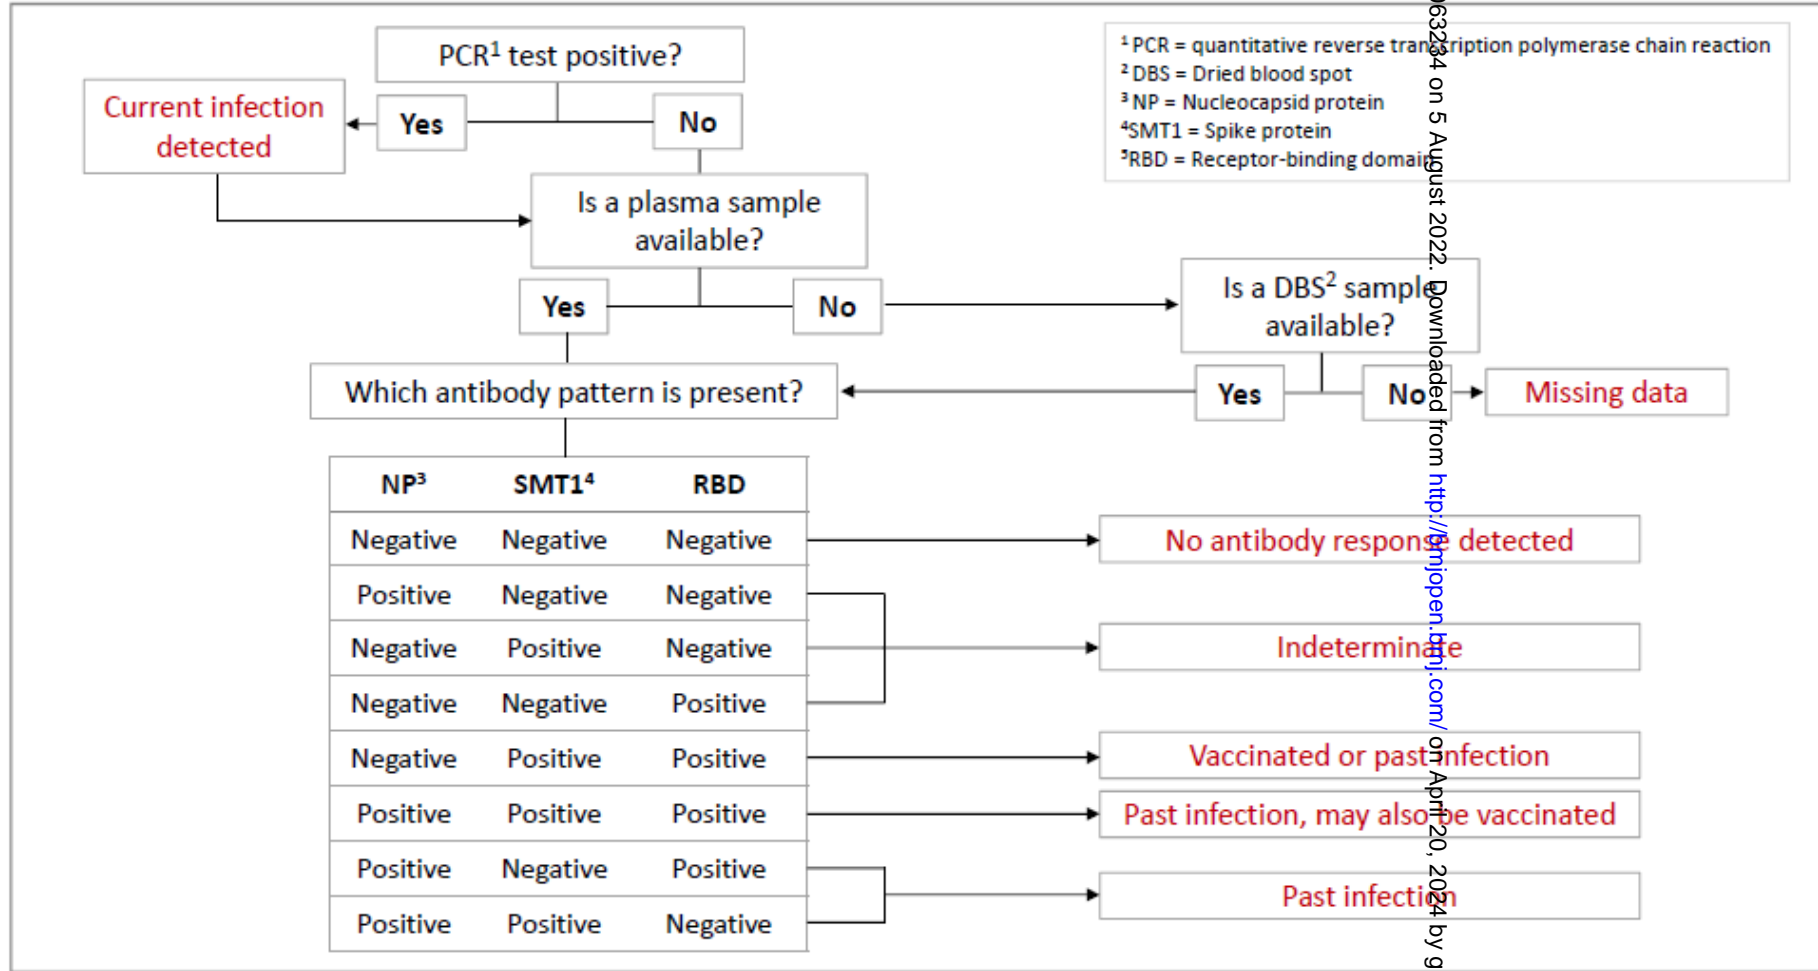 PCR¹ test positive?
Current infection
detected
Yes
No
¹ PCR = quantitative reverse transcription polymerase chain reaction
² DBS = Dried blood spot
³ NP = Nucleocapsid protein
⁴SMT1 = Spike protein
⁵RBD = Receptor-binding domain
Is a plasma sample
available?
Yes
No
Is a DBS² sample
available?
Which antibody pattern is present?
Yes
No
Missing data
NP³ SMT1⁴ RBD
Negative Negative Negative
No antibody response detected
Positive Negative Negative
Negative Positive Negative
Indeterminate
Negative Negative Positive
Negative Positive Positive
Vaccinated or past infection
Positive Positive Positive
Past infection, may also be vaccinated
Positive Negative Positive
Past infection
Positive Positive Negative
063234 on 5 August 2022. Downloaded from http://bmjopen.bmj.com/ on April 20, 2024 by g